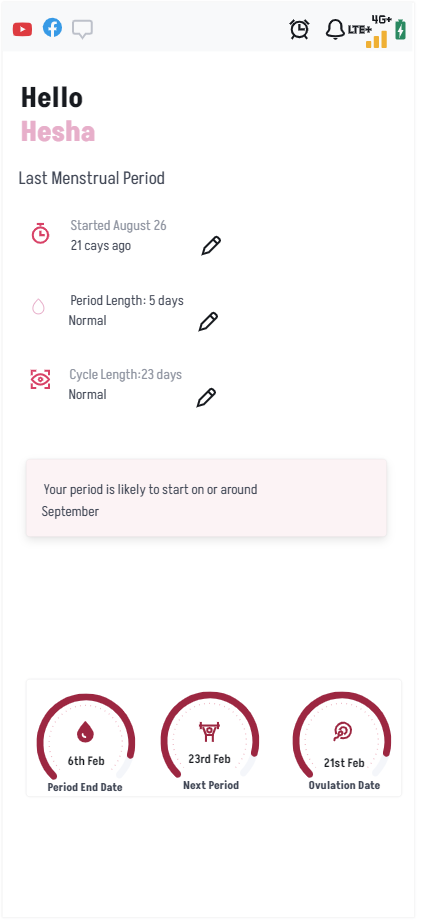 4G+
LTE+
Hello
Hesha
Last Menstrual Period
Started August 26
21 cays ago
Period Length: 5 days
Normal
Cycle Length:23 days
Normal
Your period is likely to start on or around
September
6th Feb
Period End Date
23rd Feb
Next Period
21st Feb
Ovulation Date